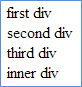 first div
second div
third div
inner div